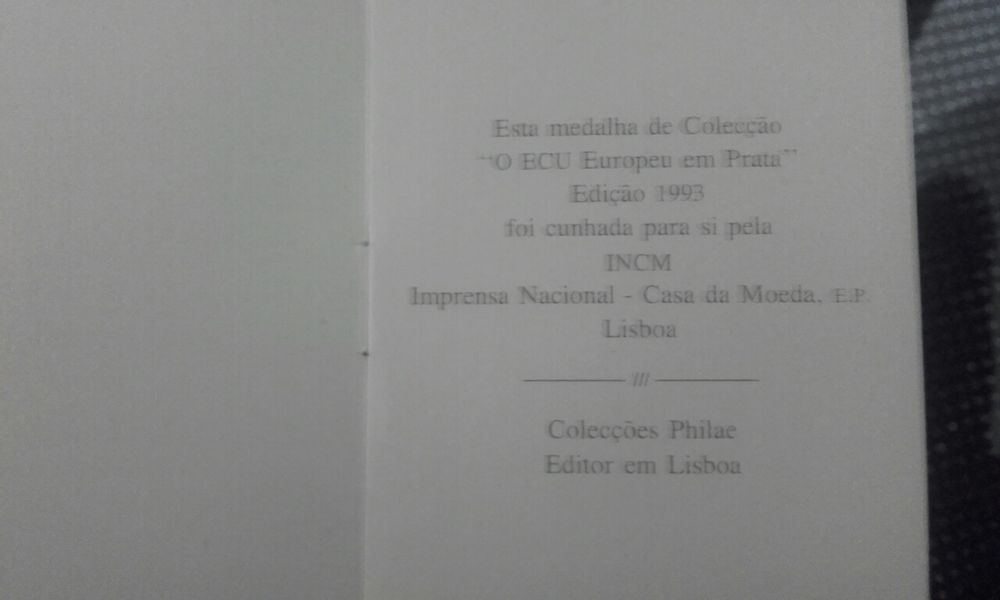 Esta medalha de Colecção
"O ECU Europeu em Prata"
Edição 1993
foi cunhada para si pela
INCM
Imprensa Nacional - Casa da Moeda, E.P.
Lisboa
///
Colecções Philae
Editor em Lisboa